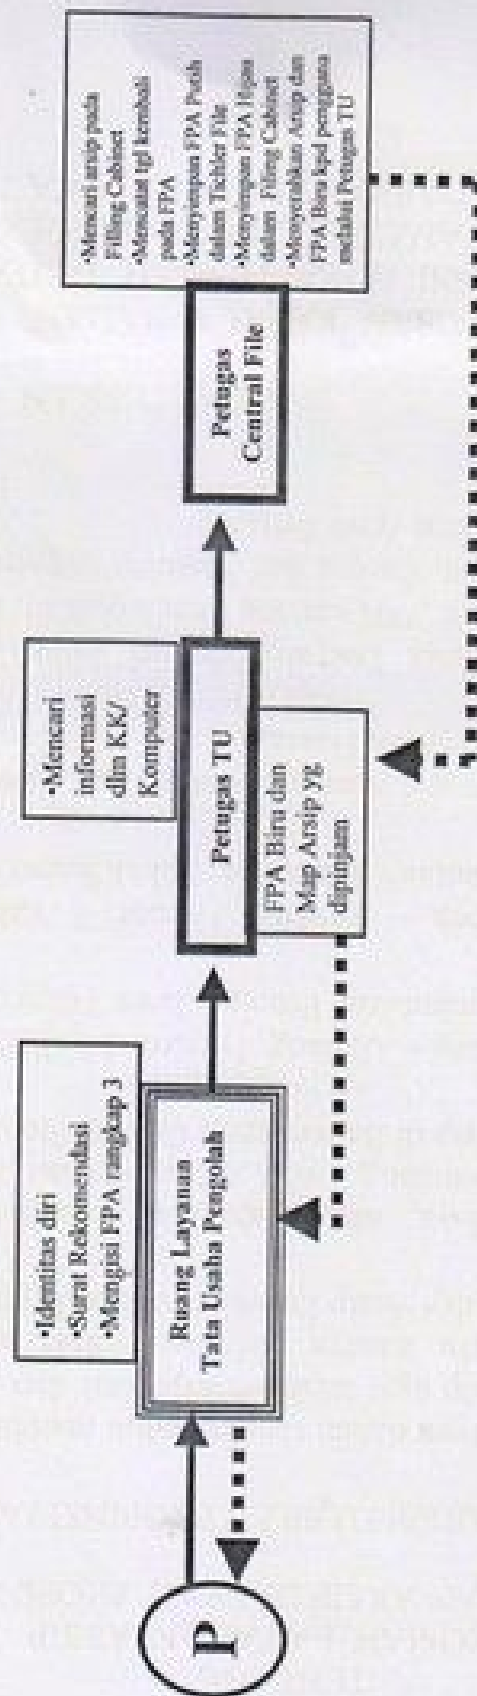 P
•Identitas diri
•Surat Rekomendasi
•Mengisi FPA rangkap 3
Ruang Layanan
Tata Usaha Pengolah
•Mencari
informasi
dlm KK/
Komputer
Petugas TU
FPA Biru dan
Map Arsip yg
dipinjam
Petugas
Central File
•Mencari arsip pada
Filling Cabinet
•Mencatat tgl kembali
pada FPA
•Menyimpan FPA Putih
dalam Tichler File
•Menyimpan FPA Hijau
dalam Filing Cabinet
•Menyerahkan Arsip dan
FPA Biru kpd pengguna
melalui Petugas TU